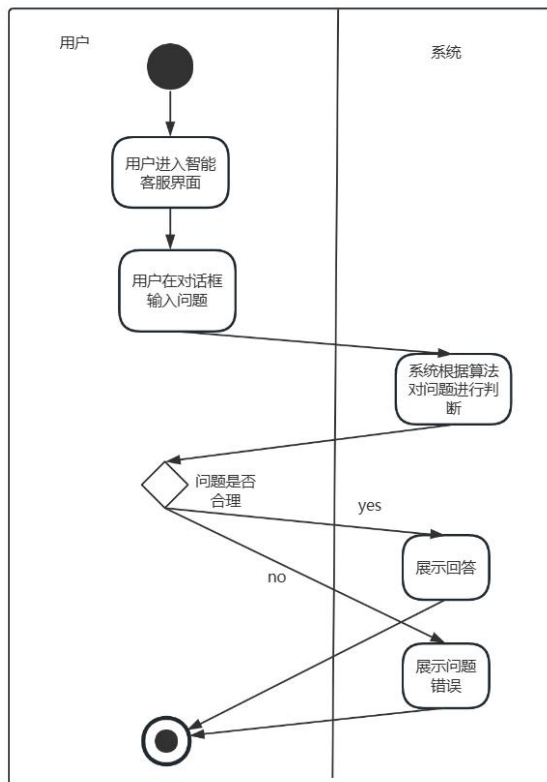 用户
系统
用户进入智能
客服界面
用户在对话框
输入问题
系统根据算法
对问题进行判
断
问题是否
合理
yes
展示回答
no
展示问题
错误